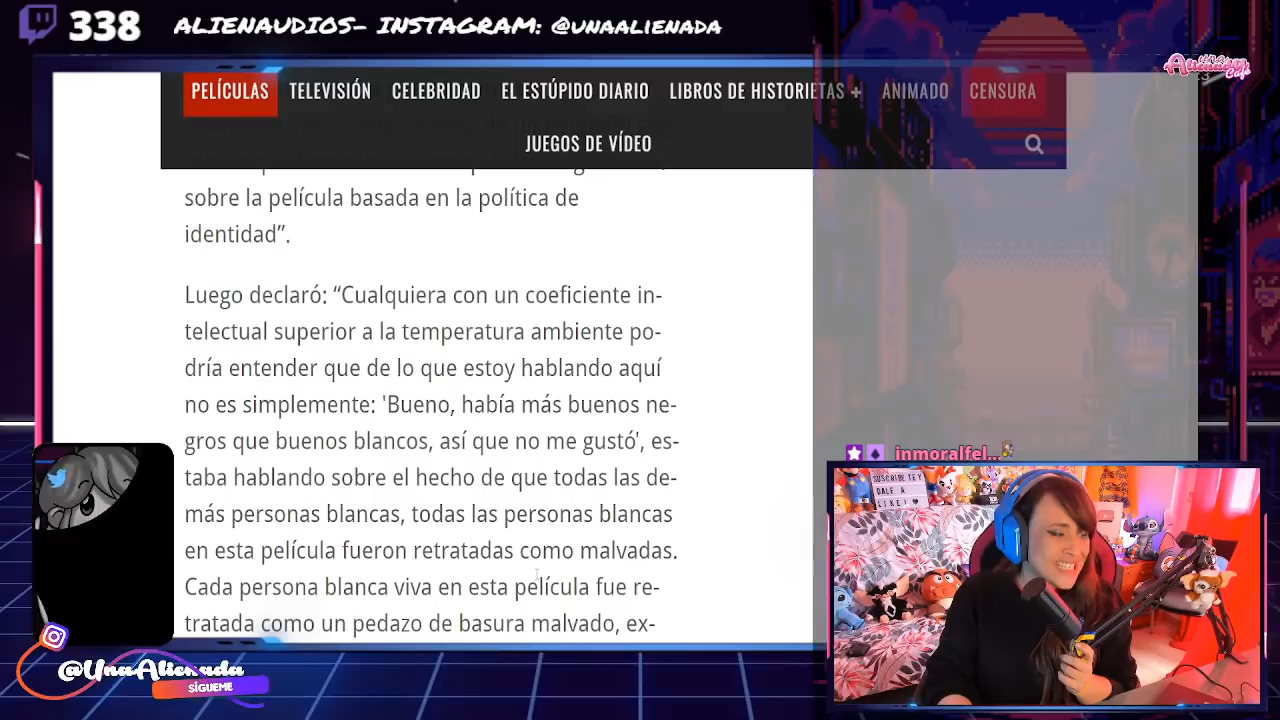 338
ALIENAUDIOS- INSTAGRAM: @UNAALIENADA
PELÍCULAS TELEVISIÓN CELEBRIDAD EL ESTÚPIDO DIARIO LIBROS DE HISTORIETAS + ANIMADO CENSURA
JUEGOS DE VÍDEO
sobre la película basada en la política de
identidad”.
Luego declaró: “Cualquiera con un coeficiente in-
telectual superior a la temperatura ambiente po-
dría entender que de lo que estoy hablando aquí
no es simplemente: 'Bueno, había más buenos ne-
gros que buenos blancos, así que no me gustó', es-
taba hablando sobre el hecho de que todas las de-
más personas blancas, todas las personas blancas
en esta película fueron retratadas como malvadas.
Cada persona blanca viva en esta película fue re-
tratada como un pedazo de basura malvado, ex-
inmoralfel...
SUSCRIBETE Y
DALE A
LIKE!
@UnaAlienada
SÍGUEME